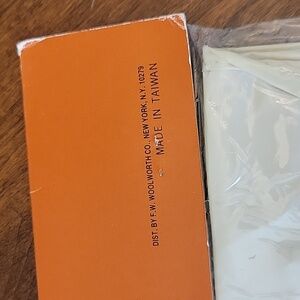 DIST. BY F.W. WOOLWORTH CO., NEW YORK, N.Y. 10279
MADE IN TAIWAN